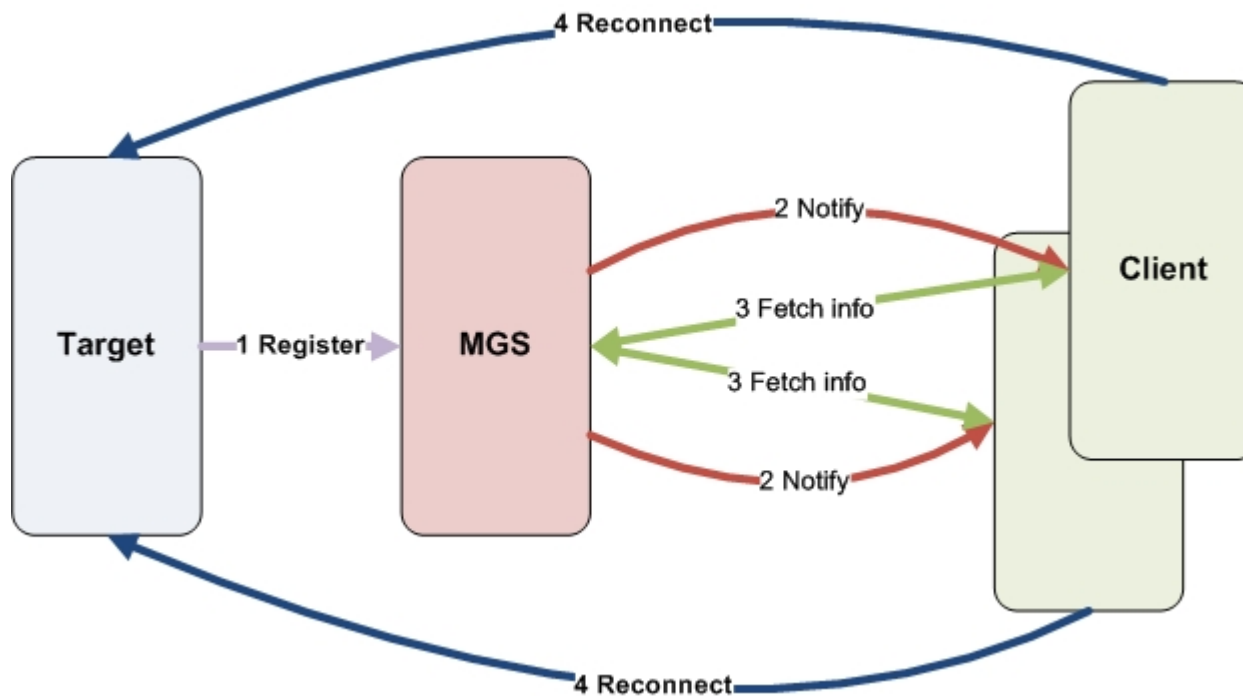 4 Reconnect
2 Notify
Client
3 Fetch info
Target
1 Register
MGS
3 Fetch info
2 Notify
4 Reconnect